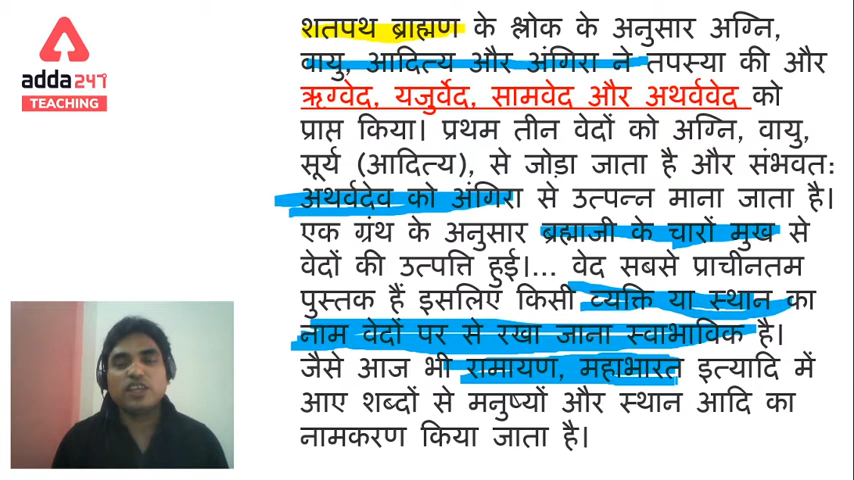 adda247
TEACHING
शतपथ ब्राह्मण के श्लोक के अनुसार अग्नि,
वायु, आदित्य और अंगिरा ने तपस्या की और
ऋग्वेद, यजुर्वेद, सामवेद और अथर्ववेद को
प्राप्त किया। प्रथम तीन वेदों को अग्नि, वायु,
सूर्य (आदित्य), से जोड़ा जाता है और संभवत:
अथर्वदेव को अंगिरा से उत्पन्न माना जाता है।
एक ग्रंथ के अनुसार ब्रह्माजी के चारों मुख से
वेदों की उत्पत्ति हुई।... वेद सबसे प्राचीनतम
पुस्तक हैं इसलिए किसी व्यक्ति या स्थान का
नाम वेदों पर से रखा जाना स्वाभाविक है।
जैसे आज भी रामायण, महाभारत इत्यादि में
आए शब्दों से मनुष्यों और स्थान आदि का
नामकरण किया जाता है।